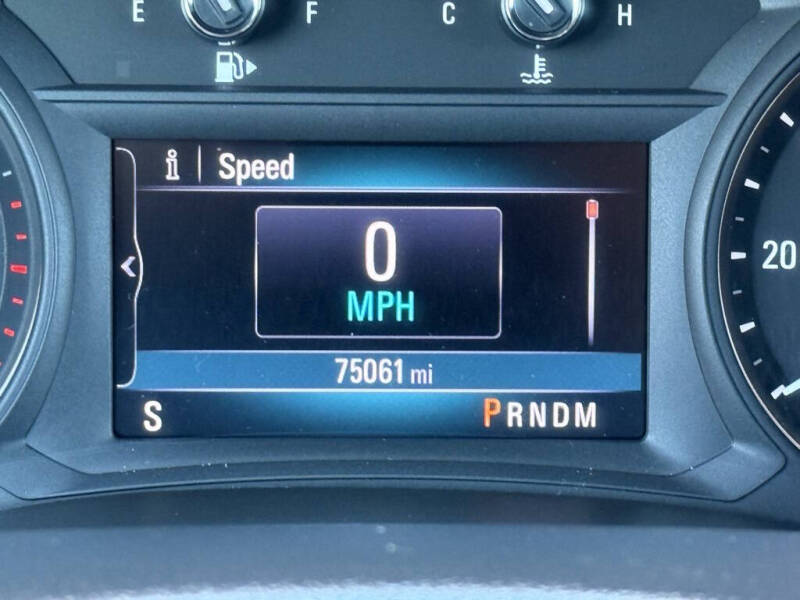 E F C H
i Speed
0
MPH
20
75061 mi
S PRNDM